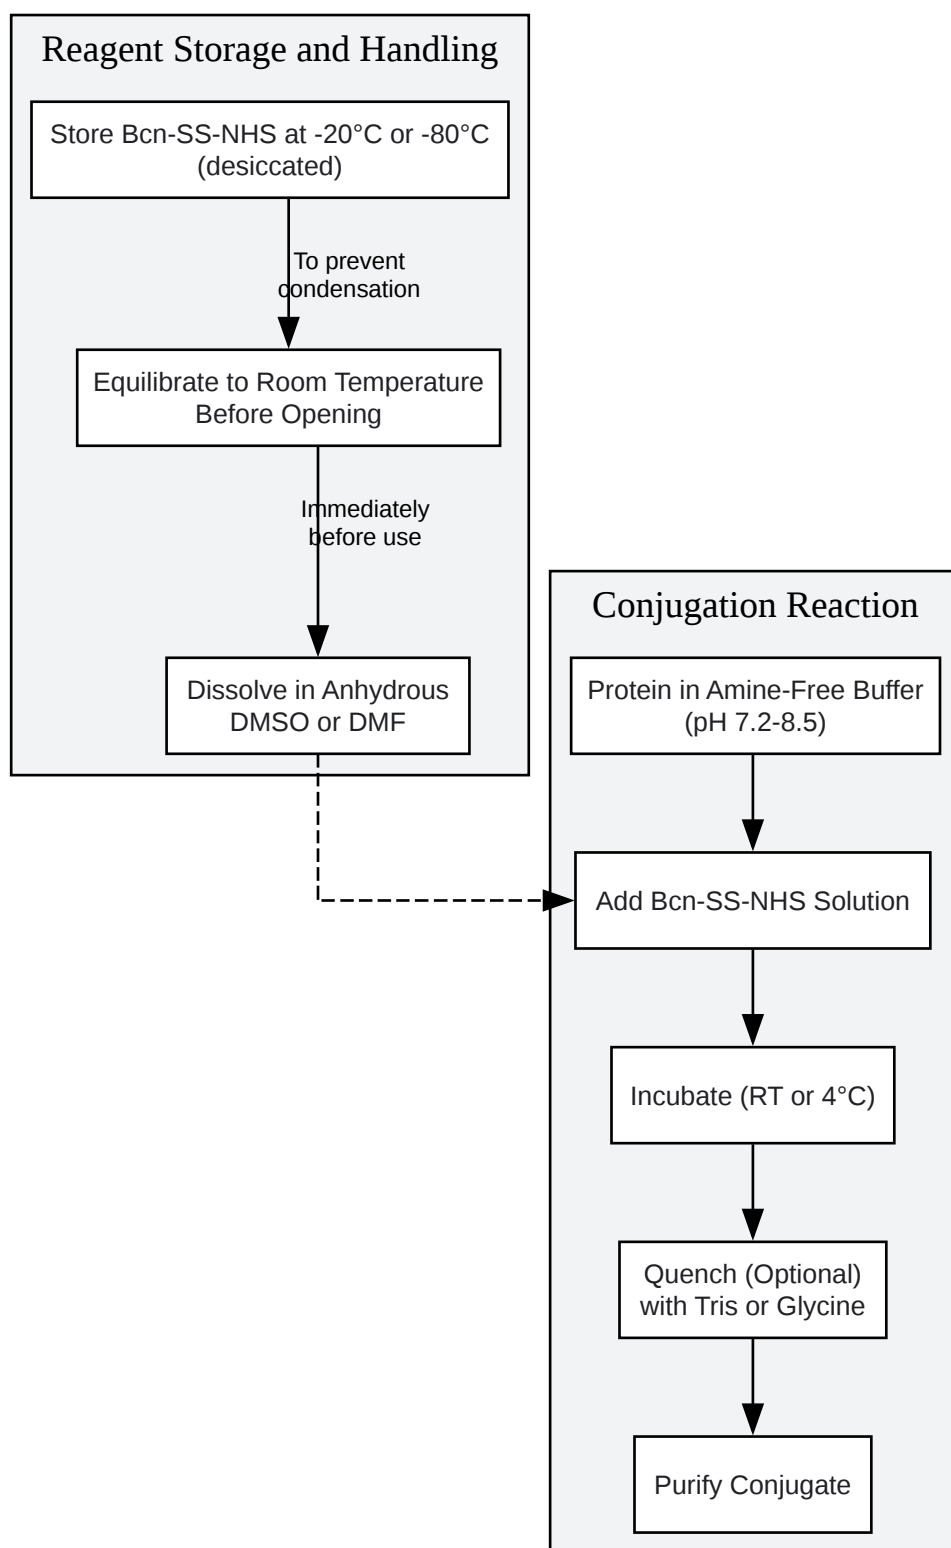 Reagent Storage and Handling
Store Bcn-SS-NHS at -20°C or -80°C
(desiccated)
To prevent
condensation
Equilibrate to Room Temperature
Before Opening
Immediately
before use
Dissolve in Anhydrous
DMSO or DMF
Conjugation Reaction
Protein in Amine-Free Buffer
(pH 7.2-8.5)
Add Bcn-SS-NHS Solution
Incubate (RT or 4°C)
Quench (Optional)
with Tris or Glycine
Purify Conjugate